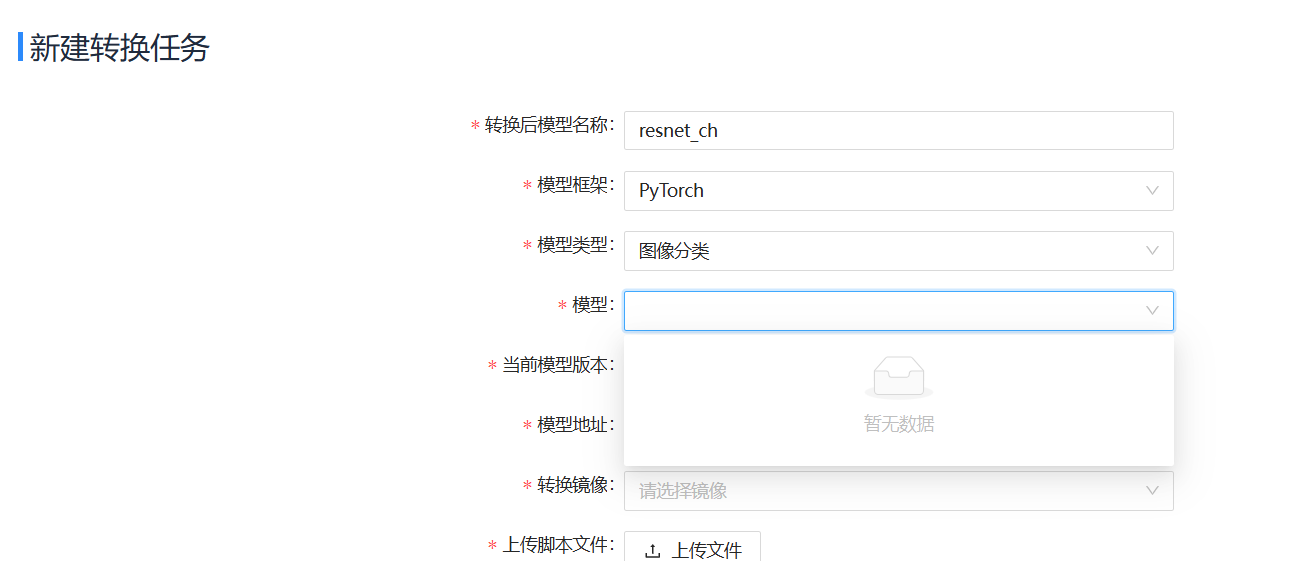 新建转换任务
* 转换后模型名称: resnet_ch
* 模型框架: PyTorch
* 模型类型: 图像分类
* 模型:
* 当前模型版本:
暂无数据
* 模型地址:
* 转换镜像: 请选择镜像
* 上传脚本文件: 上传文件